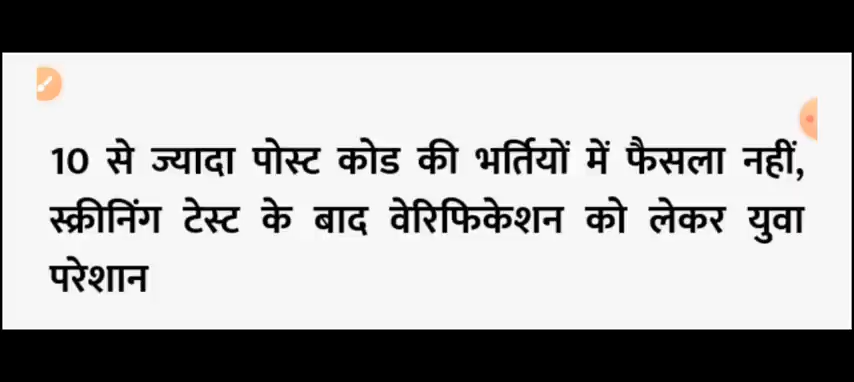 10 से ज्यादा पोस्ट कोड की भर्तियों में फैसला नहीं,
स्क्रीनिंग टेस्ट के बाद वेरिफिकेशन को लेकर युवा
परेशान